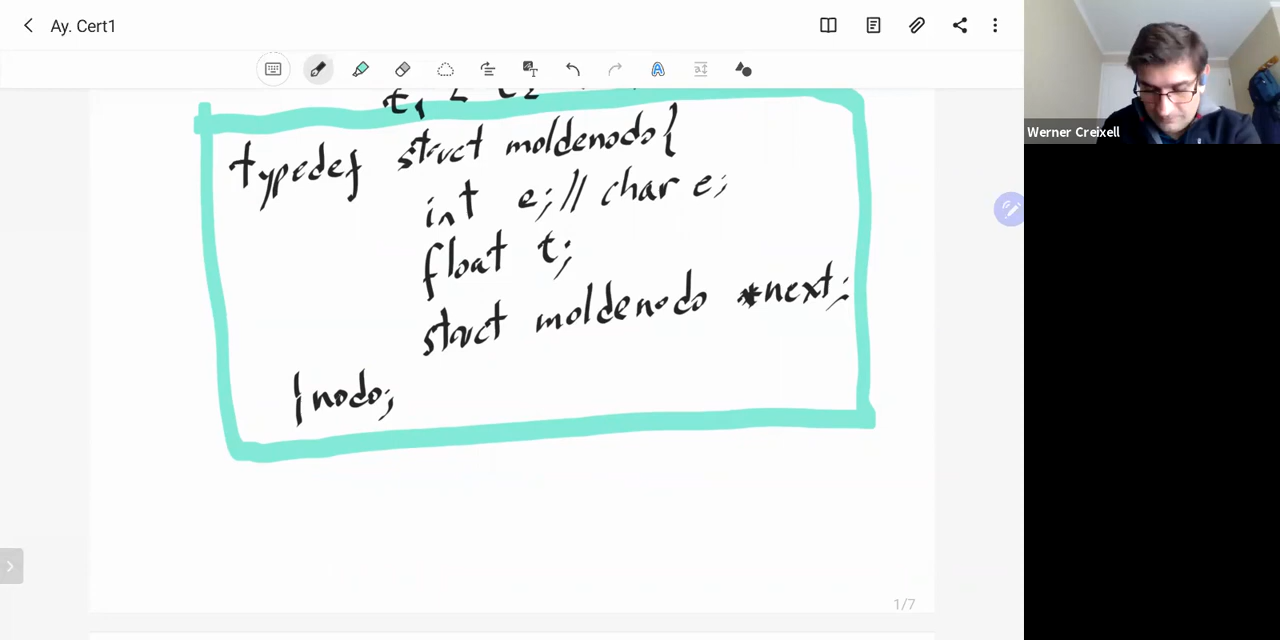 Ay. Cert1
Werner Creixell
typedef struct moldenodo{
int e; // char e;
float t;
struct moldenodo *next;
}nodo;
1/7